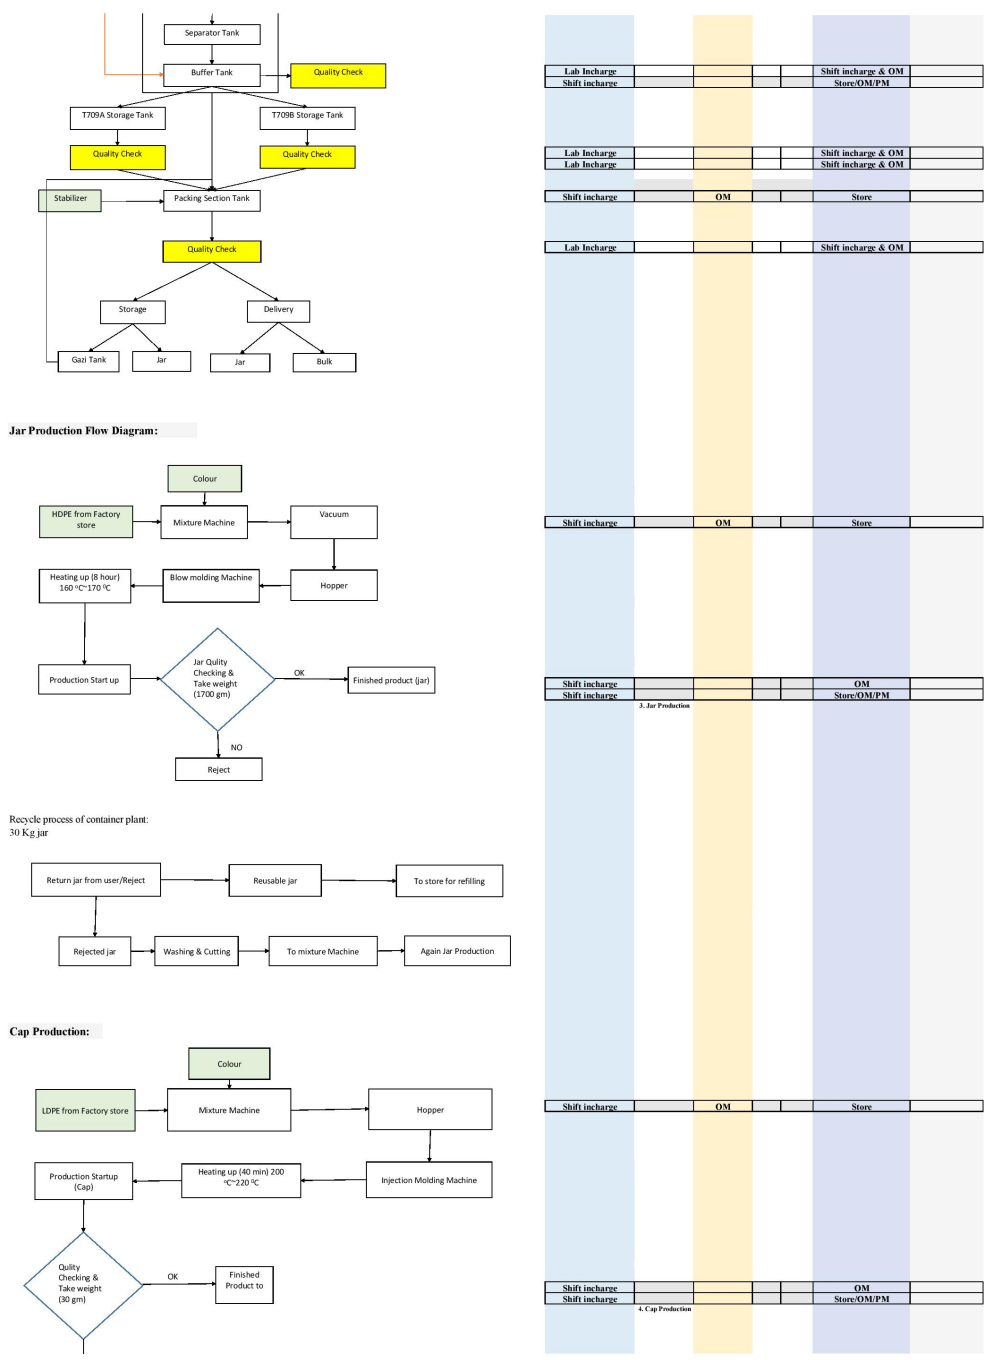 Separator Tank
Buffer Tank
Quality Check
Lab Incharge
Shift incharge & OM
Shift incharge
Store/OM/PM
T709A Storage Tank
T709B Storage Tank
Quality Check
Quality Check
Lab Incharge
Shift incharge & OM
Lab Incharge
Shift incharge & OM
Stabilizer
Packing Section Tank
Shift incharge
OM
Store
Quality Check
Lab Incharge
Shift incharge & OM
Storage
Delivery
Gazi Tank
Jar
Jar
Bulk
Jar Production Flow Diagram:
Colour
HDPE from Factory
store
Mixture Machine
Vacuum
Shift incharge
OM
Store
Heating up (8 hour)
160 ⁰C~170 ⁰C
Blow molding Machine
Hopper
Jar Qulity
Checking &
Take weight
(1700 gm)
Production Start up
OK
Finished product (jar)
Shift incharge
OM
Shift incharge
Store/OM/PM
3. Jar Production
NO
Reject
Recycle process of container plant:
30 Kg jar
Return jar from user/Reject
Reusable jar
To store for refilling
Rejected jar
Washing & Cutting
To mixture Machine
Again Jar Production
Cap Production:
Colour
LDPE from Factory store
Mixture Machine
Hopper
Shift incharge
OM
Store
Production Startup
(Cap)
Heating up (40 min) 200
⁰C~220 ⁰C
Injection Molding Machine
Qulity
Checking &
Take weight
(30 gm)
OK
Finished
Product to
Shift incharge
OM
Shift incharge
Store/OM/PM
4. Cap Production